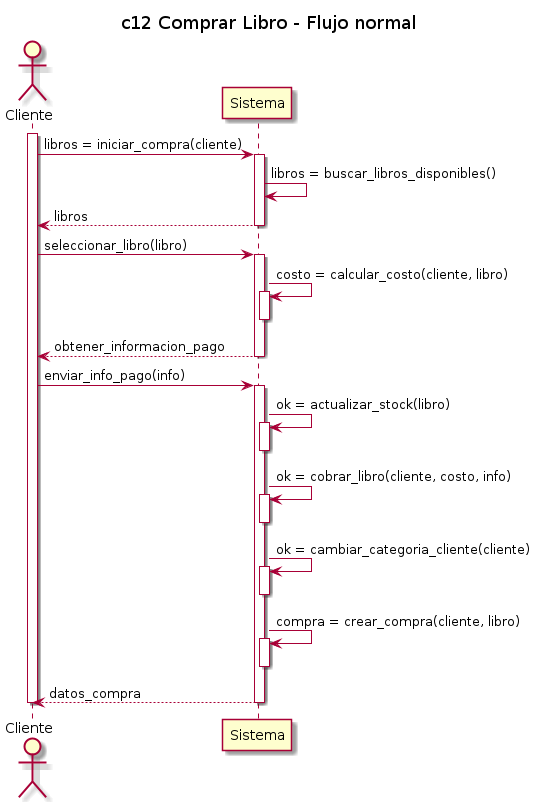 c12 Comprar Libro - Flujo normal
Cliente
Sistema
libros = iniciar_compra(cliente)
libros = buscar_libros_disponibles()
libros
seleccionar_libro(libro)
costo = calcular_costo(cliente, libro)
obtener_informacion_pago
enviar_info_pago(info)
ok = actualizar_stock(libro)
ok = cobrar_libro(cliente, costo, info)
ok = cambiar_categoria_cliente(cliente)
compra = crear_compra(cliente, libro)
datos_compra
Cliente
Sistema